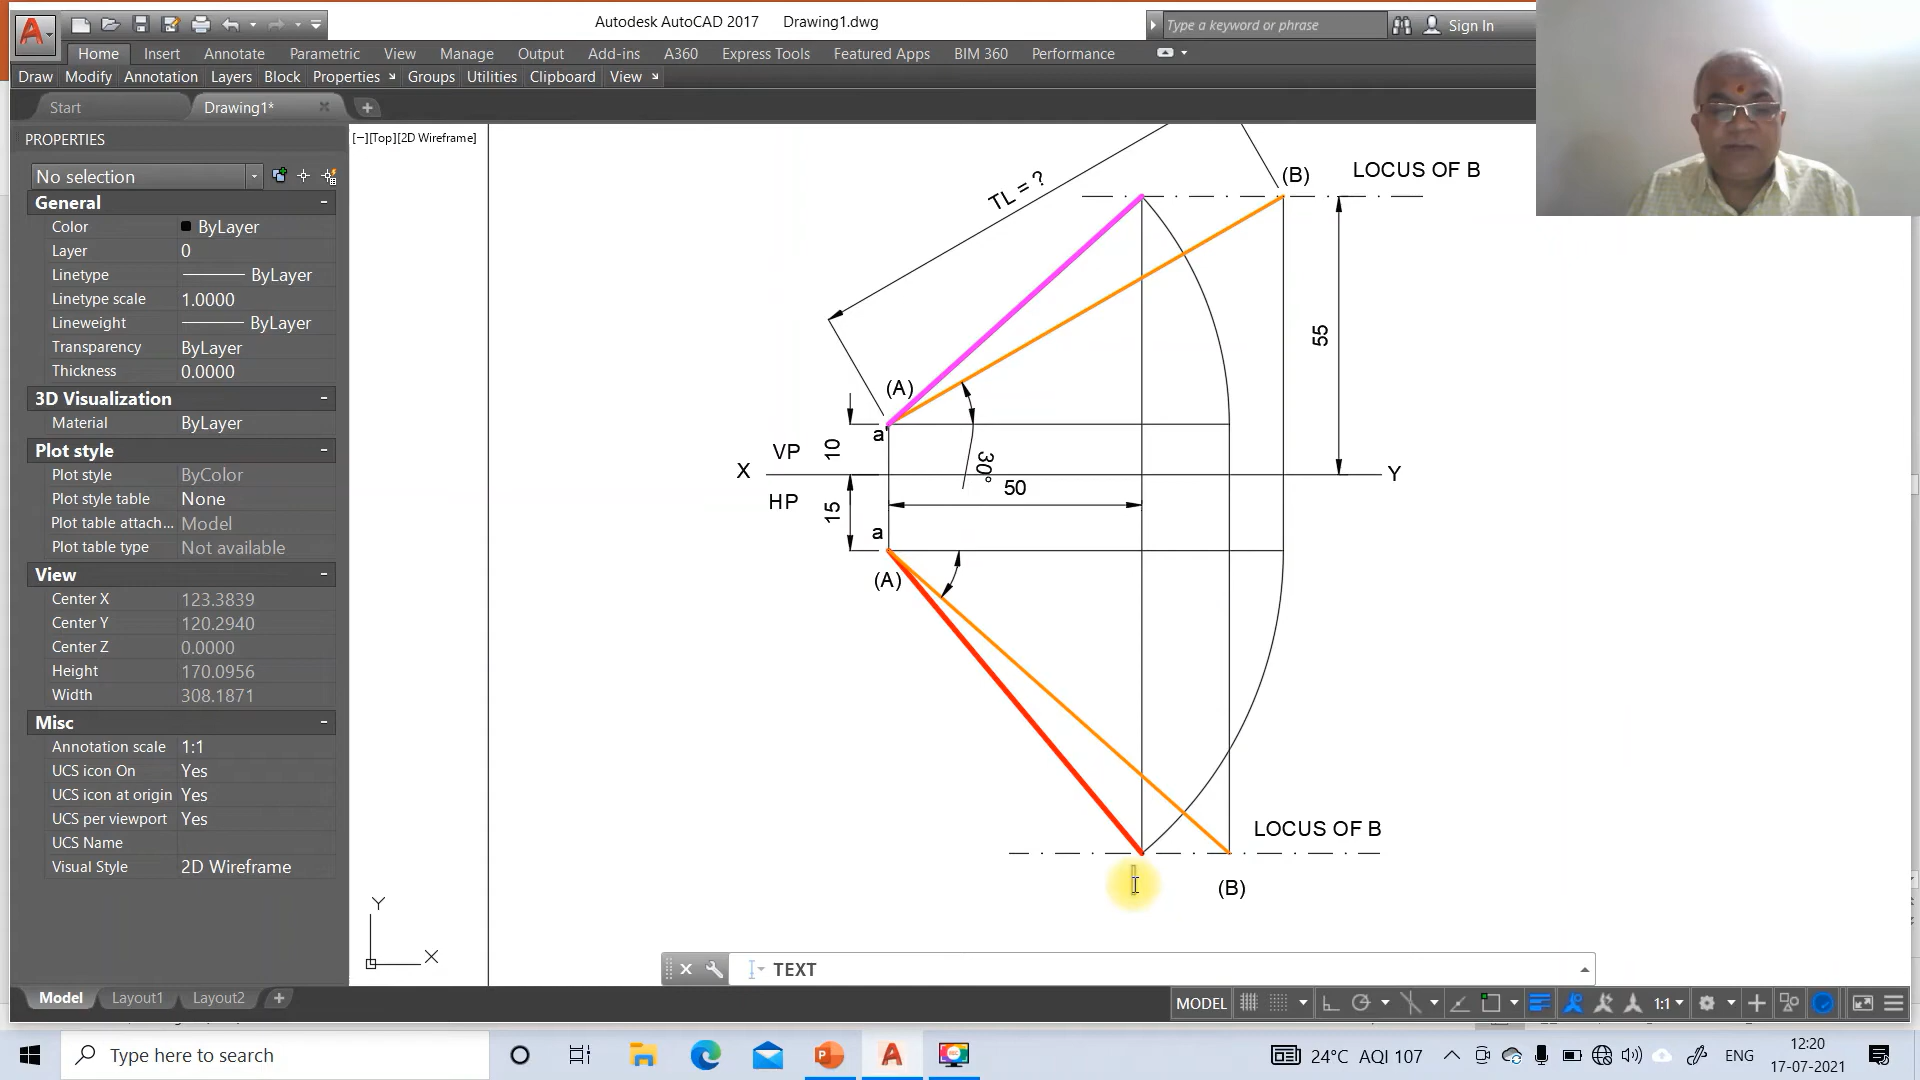 Autodesk AutoCAD 2017 Drawing1.dwg
Type a keyword or phrase
Sign In
Home Insert Annotate Parametric View Manage Output Add-ins A360 Express Tools Featured Apps BIM 360 Performance
Draw Modify Annotation Layers Block Properties Groups Utilities Clipboard View
Start Drawing1*
PROPERTIES
[−][Top][2D Wireframe]
No selection
General
Color ByLayer
Layer 0
Linetype ByLayer
Linetype scale 1.0000
Lineweight ByLayer
Transparency ByLayer
Thickness 0.0000
3D Visualization
Material ByLayer
Plot style
Plot style ByColor
Plot style table None
Plot table attach... Model
Plot table type Not available
View
Center X 123.3839
Center Y 120.2940
Center Z 0.0000
Height 170.0956
Width 308.1871
Misc
Annotation scale 1:1
UCS icon On Yes
UCS icon at origin Yes
UCS per viewport Yes
UCS Name
Visual Style 2D Wireframe
LOCUS OF B
(B)
TL = ?
55
(A)
a'
10
VP
X
Y
30°
50
HP
15
a
(A)
LOCUS OF B
(B)
Y
X
TEXT
Model Layout1 Layout2
MODEL
1:1
Type here to search
24°C AQI 107
ENG
12:20
17-07-2021